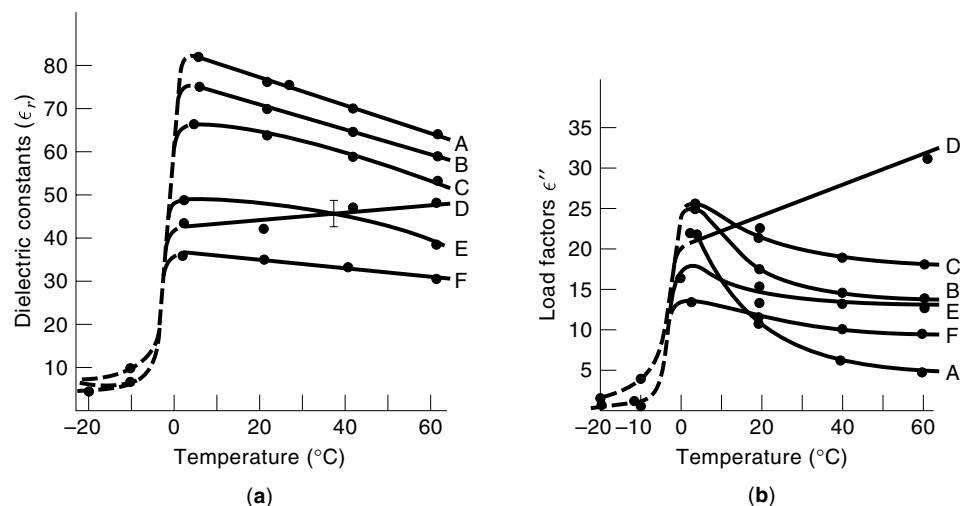 Dielectric constants (ϵr)
80
70
60
50
40
30
20
10
A
B
C
D
E
F
–20
0
20
40
60
Temperature (°C)
(a)
Load factors ϵ′′
35
30
25
20
15
10
5
D
C
B
E
F
A
–20
–10
0
20
40
60
Temperature (°C)
(b)